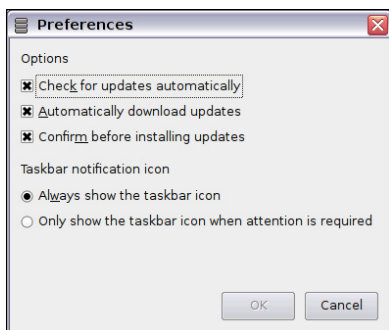 Preferences
Options
Check for updates automatically
Automatically download updates
Confirm before installing updates
Taskbar notification icon
Always show the taskbar icon
Only show the taskbar icon when attention is required
OK Cancel